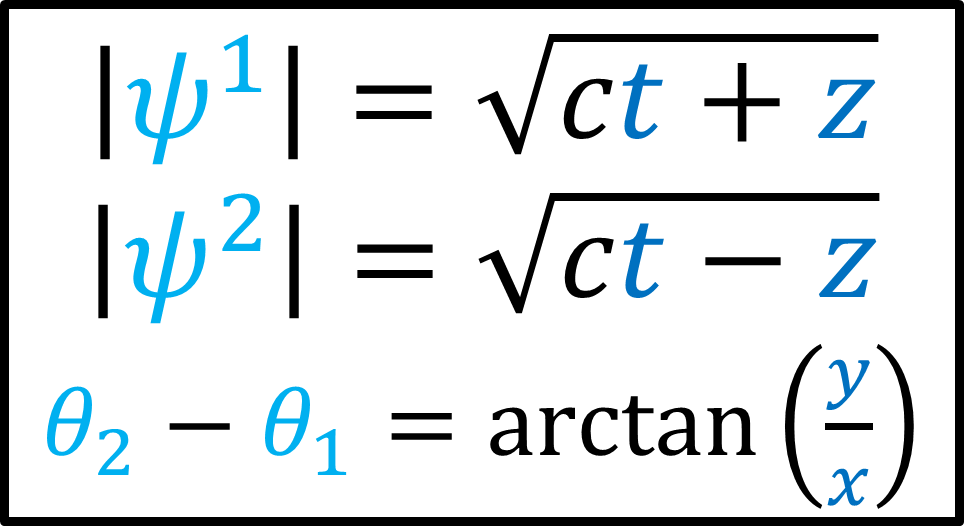 |ψ¹| = √(ct + z)
|ψ²| = √(ct − z)
θ₂ − θ₁ = arctan(y/x)